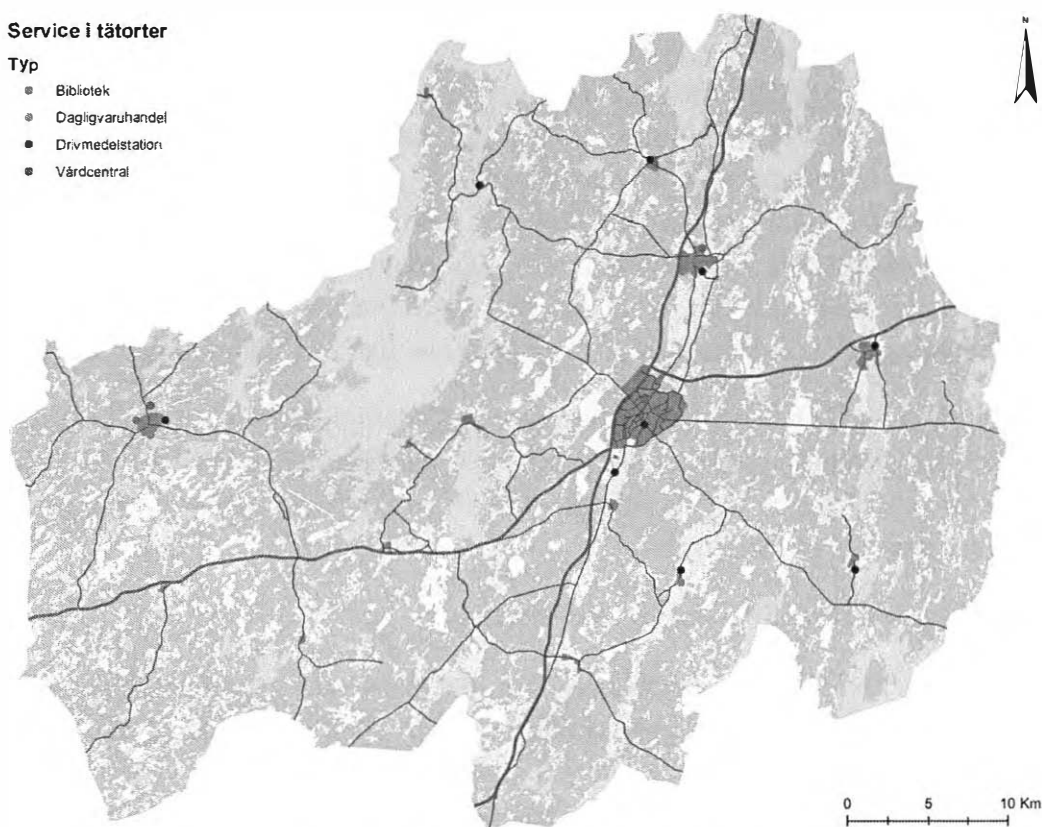 Service i tätorter
Typ
Bibliotek
Dagligvaruhandel
Drivmedelstation
Vårdcentral
N
0 5 10 Km